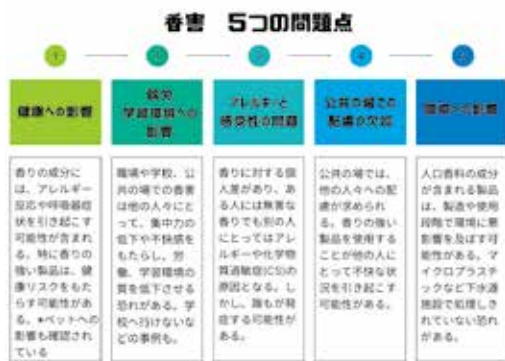 香害 5つの問題点
健康への影響
就労
学習環境への
影響
アレルギーと
感受性の問題
公共の場での
配慮の欠如
環境への影響
香りの成分に
は、アレルギー
反応や呼吸器症
状を引き起こす
可能性が含まれ
る。特に香りの
強い製品は、健
康リスクをもた
らす可能性があ
る。*ペットへの
影響も確認され
ている
職場や学校、公
共の場での香害
は他の人々にと
って、集中力の
低下や不快感を
もたらし、労
働、学習環境の
質を低下させる
恐れがある。学
校へ行けないな
どの事例も。
香りに対する個
人差があり、あ
る人には無害な
香りでも別の人
にとってはアレル
ギーや化学物
質過敏症(CS)の
原因となる。し
かし、誰もが発
症する可能性が
ある。
公共の場では、
他の人々への配
慮が求められ
る。香りの強い
製品を使用する
ことが他の人に
とって不快な状
況を引き起こす
可能性がある。
人口香料の成分
が含まれる製品
は、製造や使用
段階で環境に悪
影響を及ぼす可
能性がある。マ
イクロプラスチ
ックなど下水道
施設で処理しき
れていない恐れ
がある。